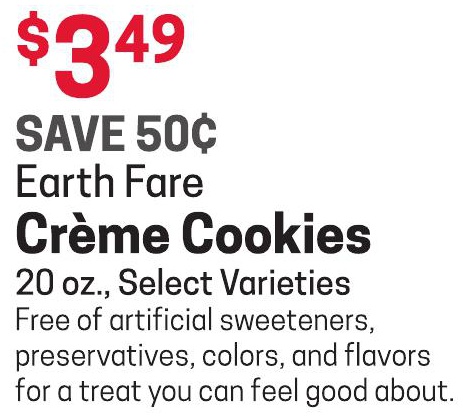 $3 49
SAVE 50¢
Earth Fare
Crème Cookies
20 oz., Select Varieties
Free of artificial sweeteners,
preservatives, colors, and flavors
for a treat you can feel good about.